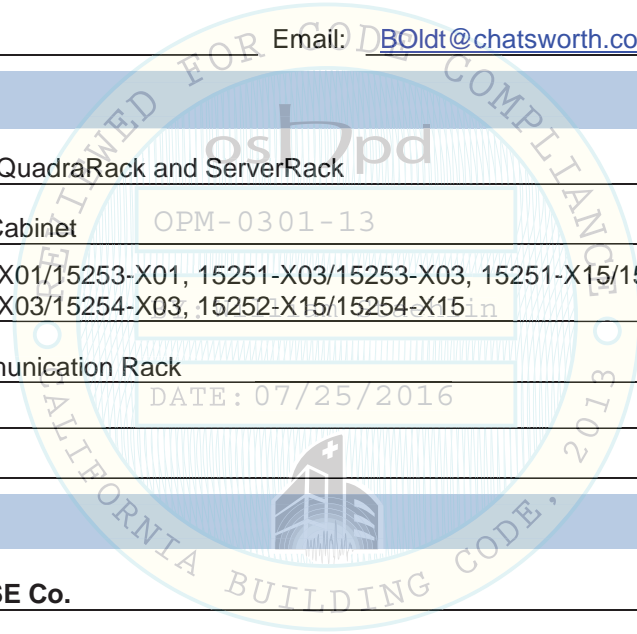 Email: BOldt@chatsworth.co
REVIEWED FOR CODE COMPLIANCE
oshpd
QuadraRack and ServerRack
OPM-0301-13
Cabinet
X01/15253-X01, 15251-X03/15253-X03, 15251-X15/15
X03/15254-X03, 15252-X15/15254-X15
munication Rack
DATE: 07/25/2016
CALIFORNIA BUILDING CODE, 2013
SE Co.